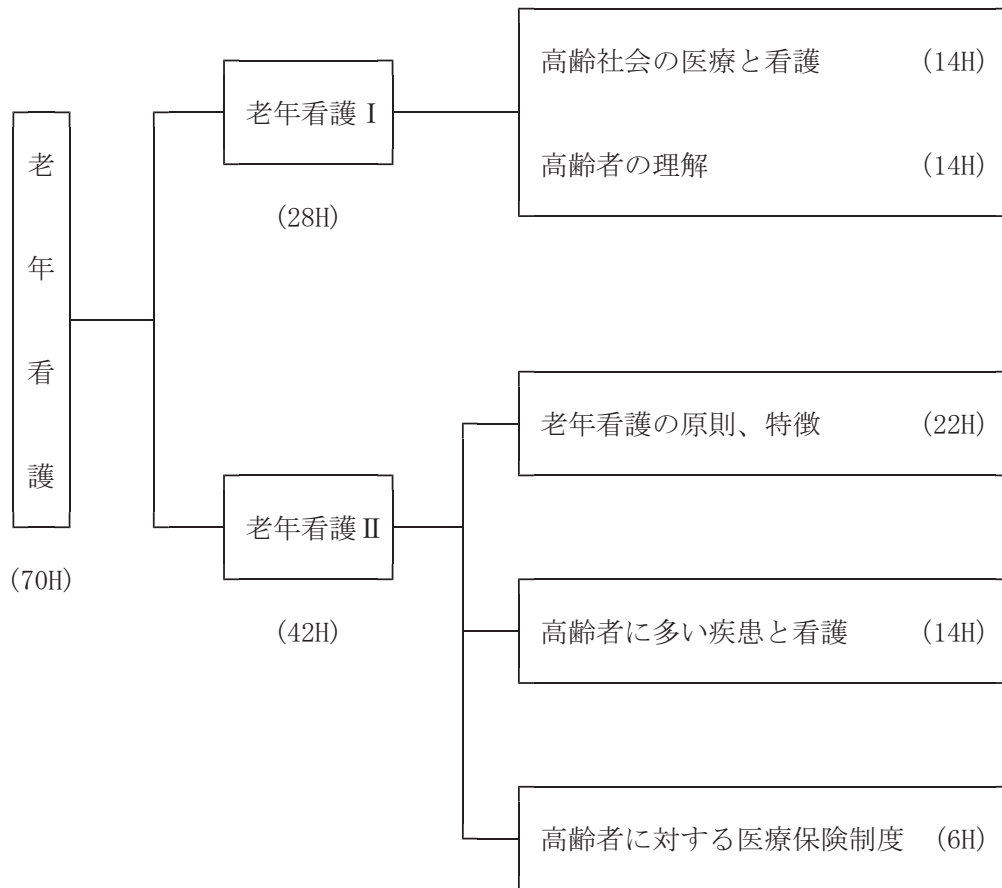 老年看護
(70H)
老年看護Ⅰ
(28H)
高齢社会の医療と看護 (14H)
高齢者の理解 (14H)
老年看護Ⅱ
(42H)
老年看護の原則、特徴 (22H)
高齢者に多い疾患と看護 (14H)
高齢者に対する医療保険制度 (6H)